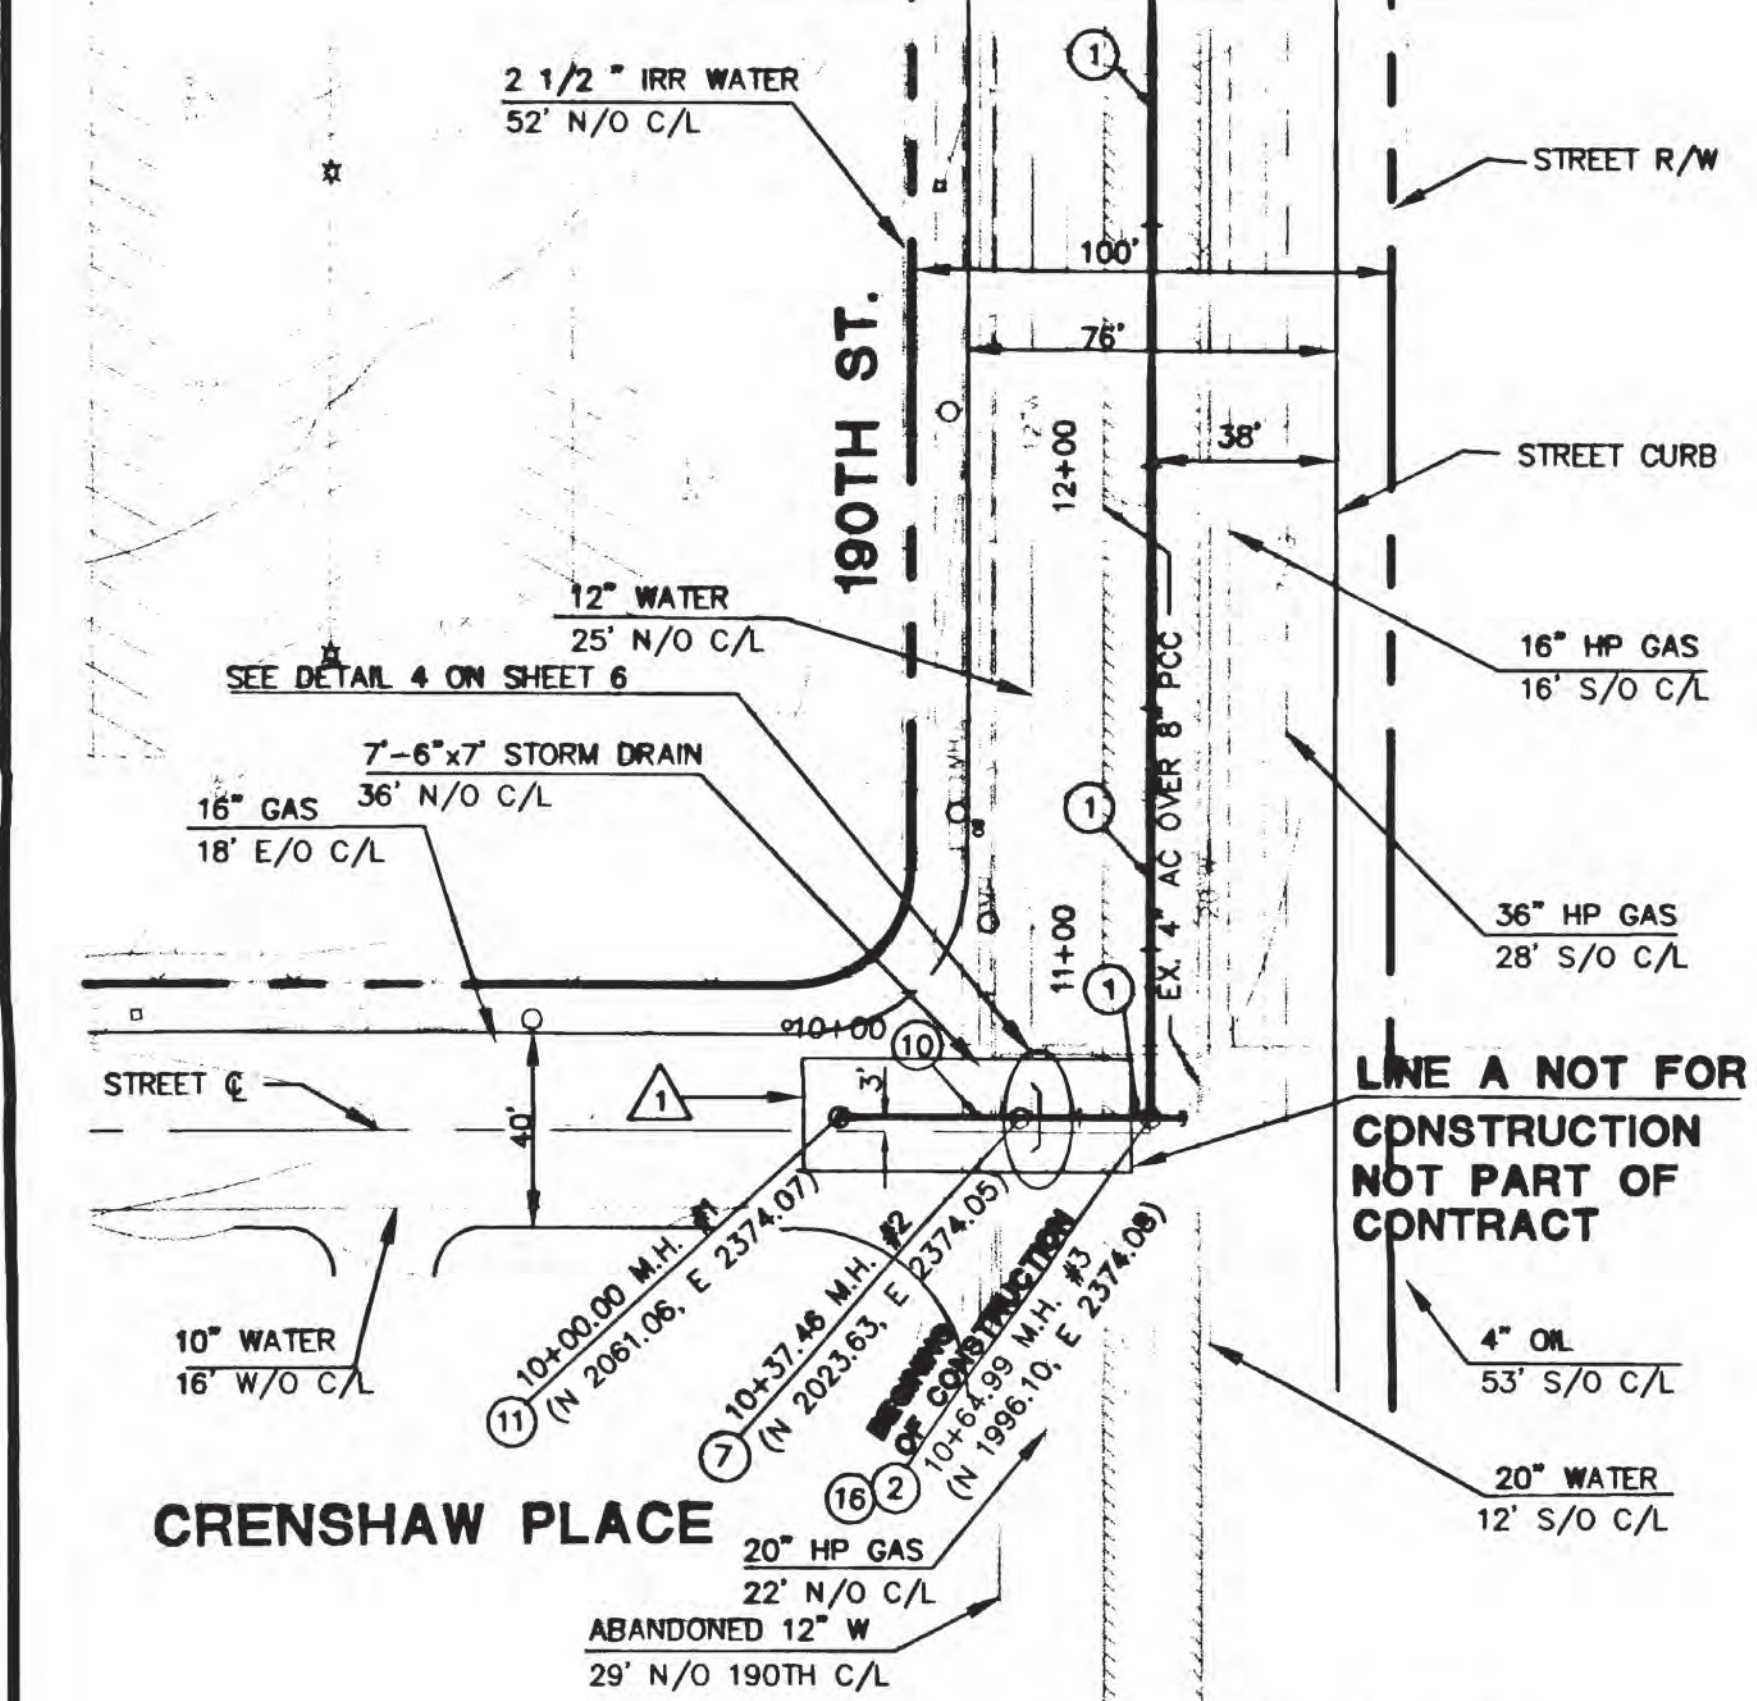 1
2 1/2 " IRR WATER
52' N/O C/L
STREET R/W
100'
76'
190TH ST.
12"W
12+00
38'
STREET CURB
12" WATER
25' N/O C/L
16" HP GAS
16' S/O C/L
SEE DETAIL 4 ON SHEET 6
7'-6"x7' STORM DRAIN
36' N/O C/L
16" GAS
18' E/O C/L
1
EX. 4" AC OVER 8" PCC
11+00
36" HP GAS
28' S/O C/L
1
10+00
10
STREET ℄
40'
1
3'
LINE A NOT FOR
CONSTRUCTION
NOT PART OF
CONTRACT
10+00.00 M.H. #1
(N 2061.06, E 2374.07)
11
10+37.46 M.H. #2
(N 2023.63, E 2374.05)
7
BEGINNING
OF CONSTRUCTION
10+64.99 M.H. #3
(N 1996.10, E 2374.08)
16
2
10" WATER
16' W/O C/L
4" OIL
53' S/O C/L
20" WATER
12' S/O C/L
CRENSHAW PLACE
20" HP GAS
22' N/O C/L
ABANDONED 12" W
29' N/O 190TH C/L